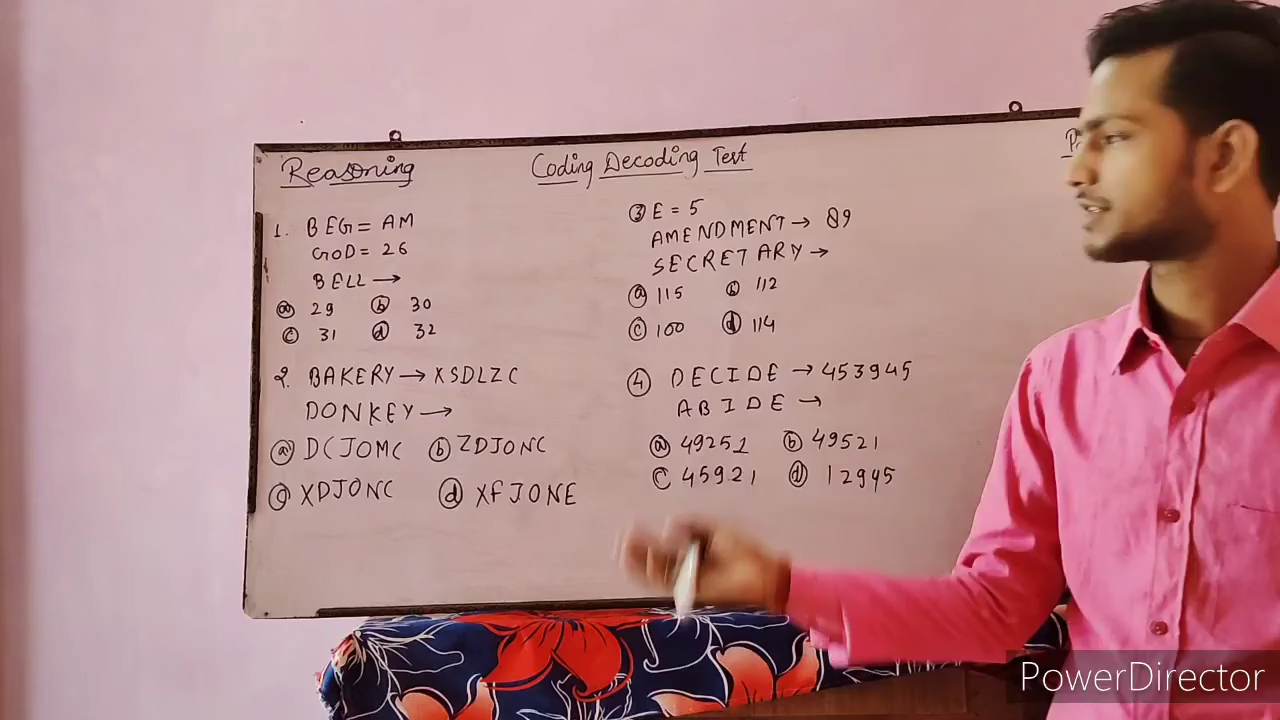 Reasoning
Coding Decoding Test
1. BEG = AM
GOD = 26
BELL →
ⓐ 29 ⓑ 30
ⓒ 31 ⓓ 32
2. BAKERY → XSDLZC
DONKEY →
ⓐ DCJOMC ⓑ ZDJONC
ⓒ XDJONC ⓓ XFJONE
③ E = 5
AMENDMENT → 89
SECRETARY →
ⓐ 115 ⓑ 112
ⓒ 100 ⓓ 114
④ DECIDE → 453945
ABIDE →
ⓐ 49251 ⓑ 49521
ⓒ 45921 ⓓ 12945
PowerDirector